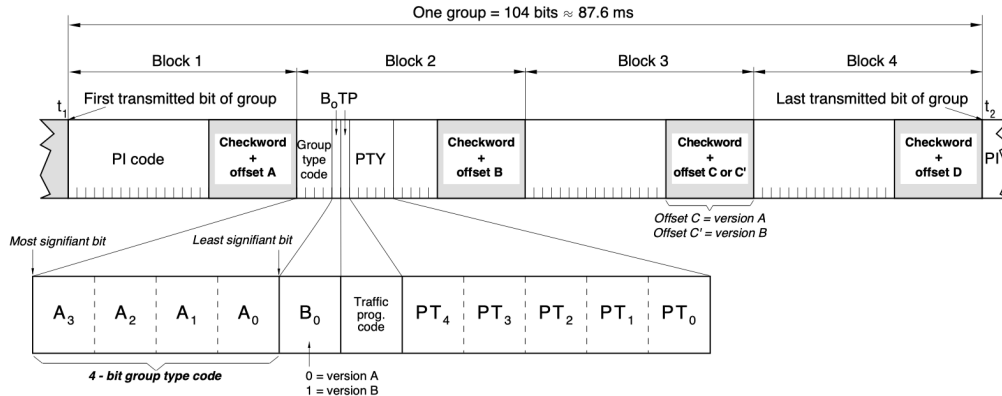 One group = 104 bits ≈ 87.6 ms
Block 1 Block 2 Block 3 Block 4
t1 First transmitted bit of group B0 TP Last transmitted bit of group t2
PI code
Checkword
+
offset A
Group
type
code
PTY
Checkword
+
offset B
Checkword
+
offset C or C'
Checkword
+
offset D
PI
Offset C = version A
Offset C' = version B
Most signifiant bit Least signifiant bit
A3 A2 A1 A0 B0
Traffic
prog.
code
PT4 PT3 PT2 PT1 PT0
4 - bit group type code
0 = version A
1 = version B